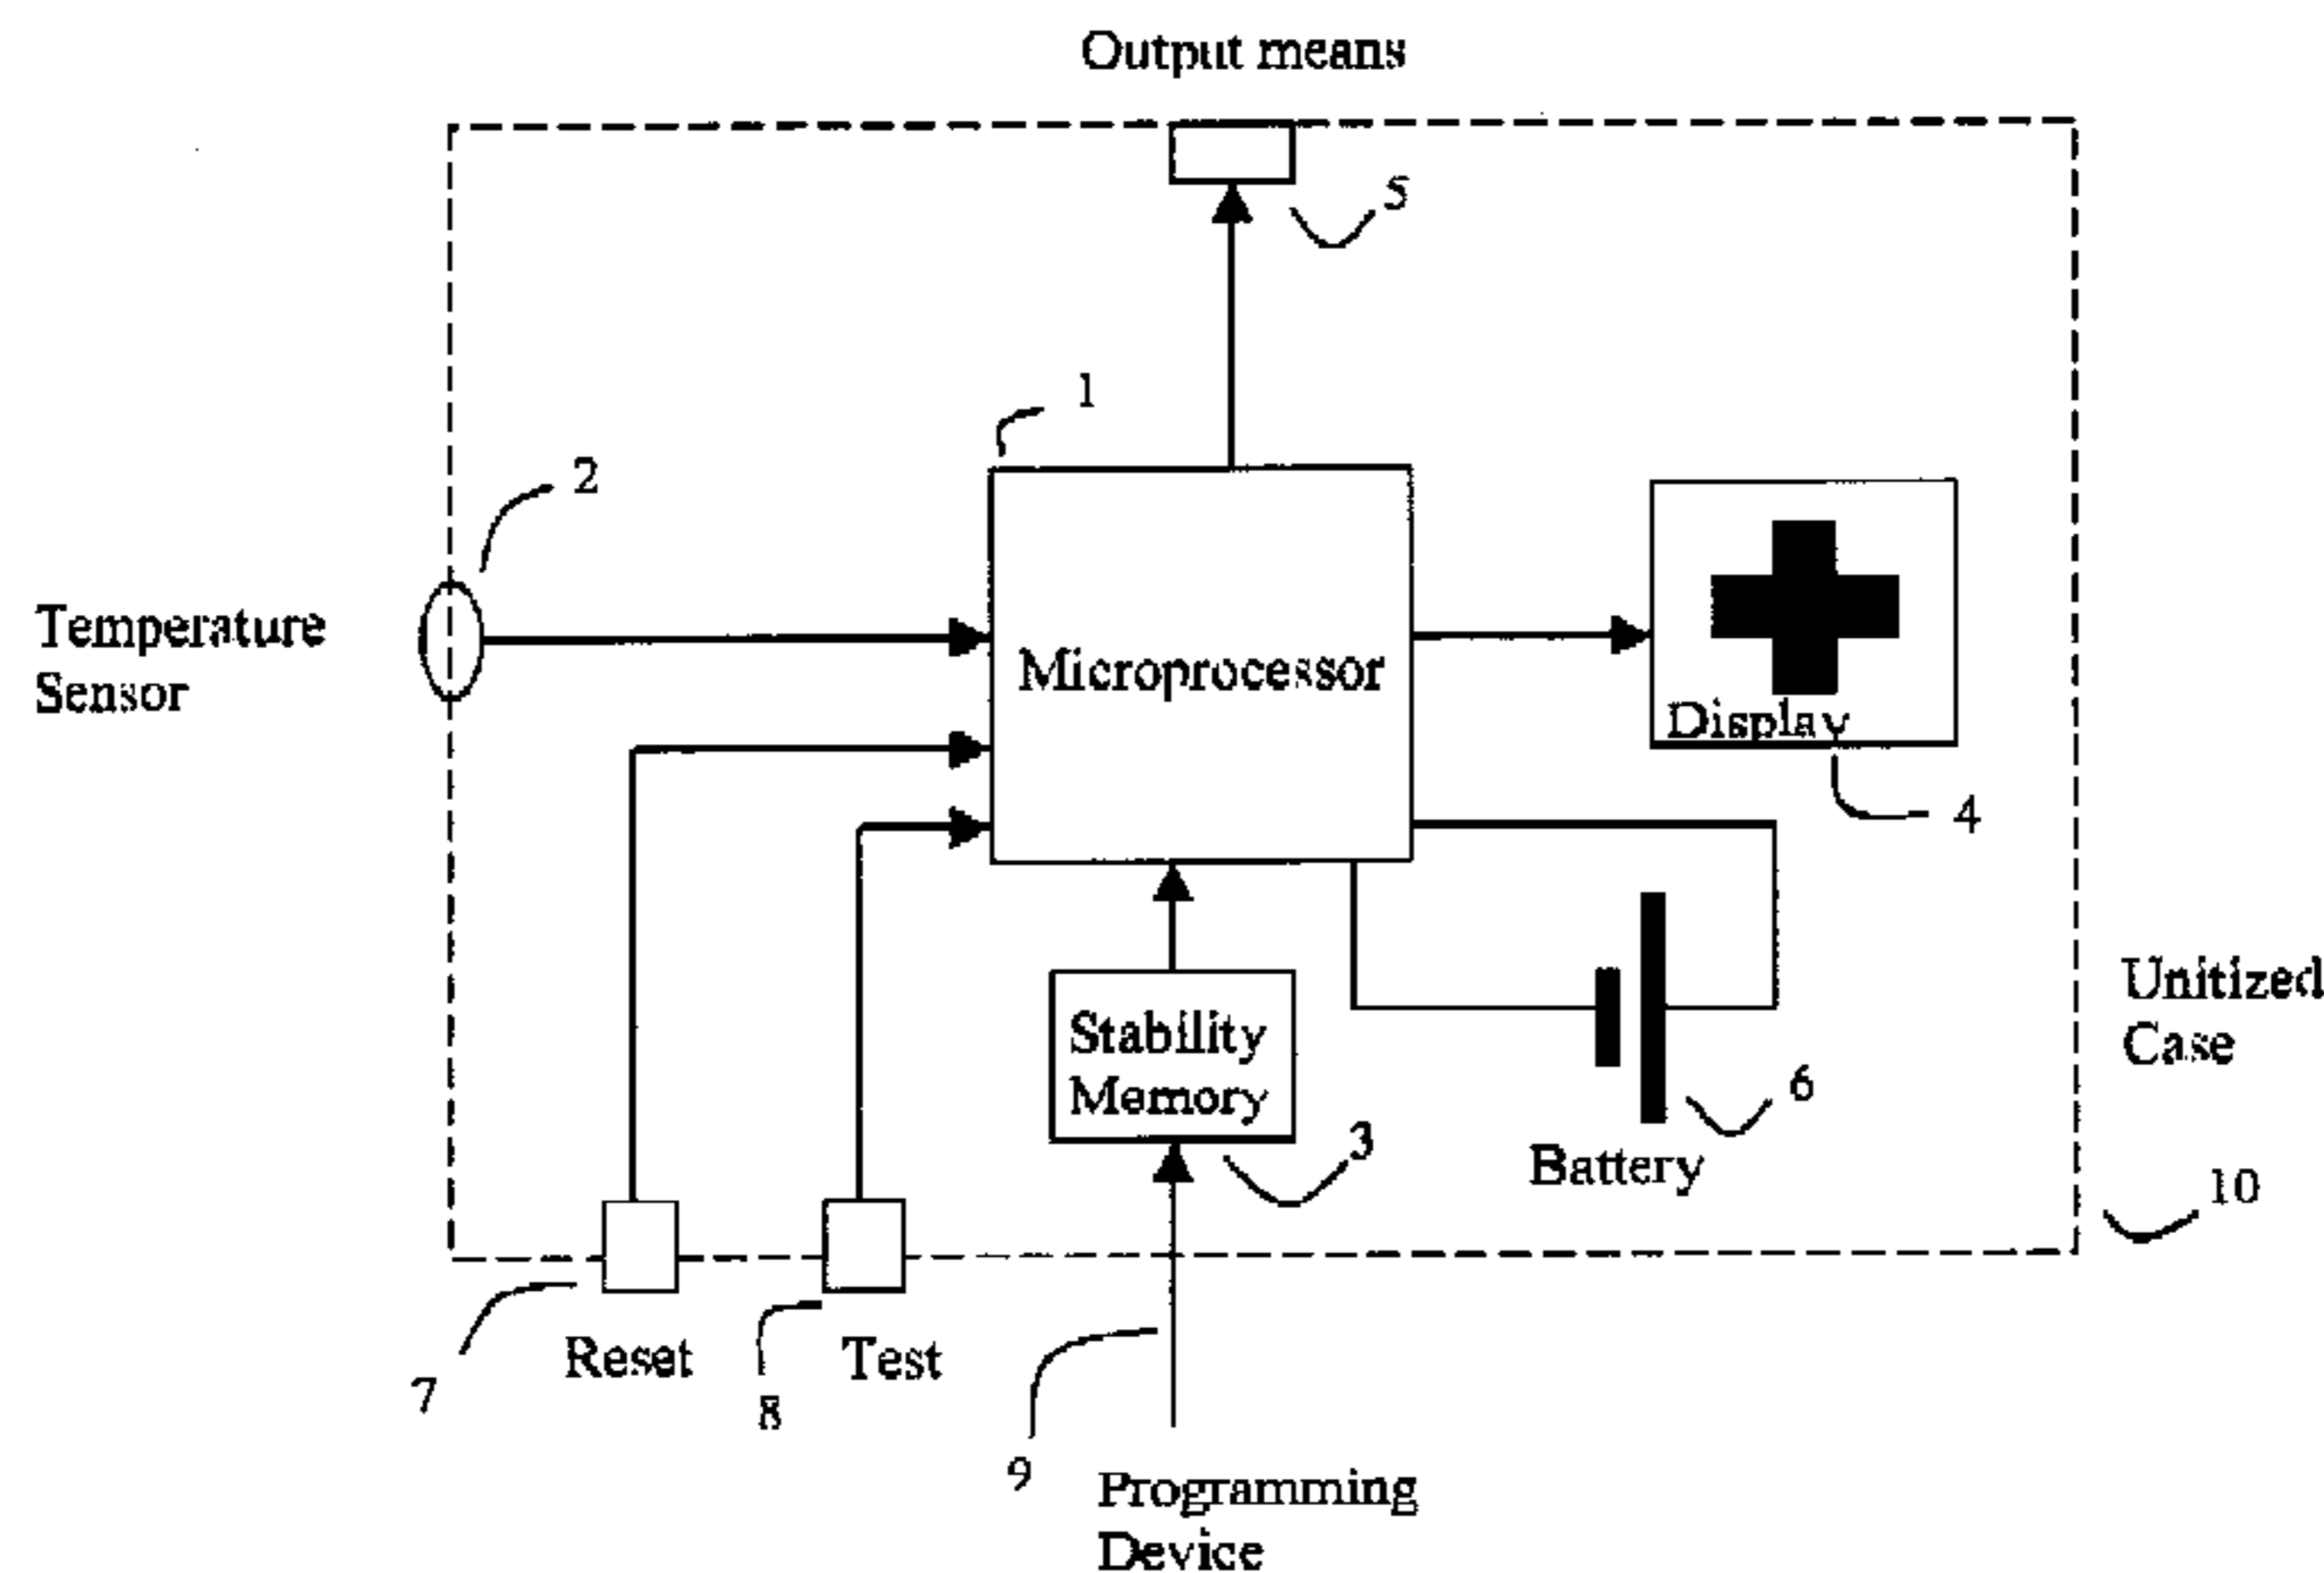 Output means
5
1
2
Temperature
Sensor
Microprocessor
Display
4
Stability
Memory
3
Battery
6
Unitized
Case
10
Reset
7
Test
8
9
Programming
Device